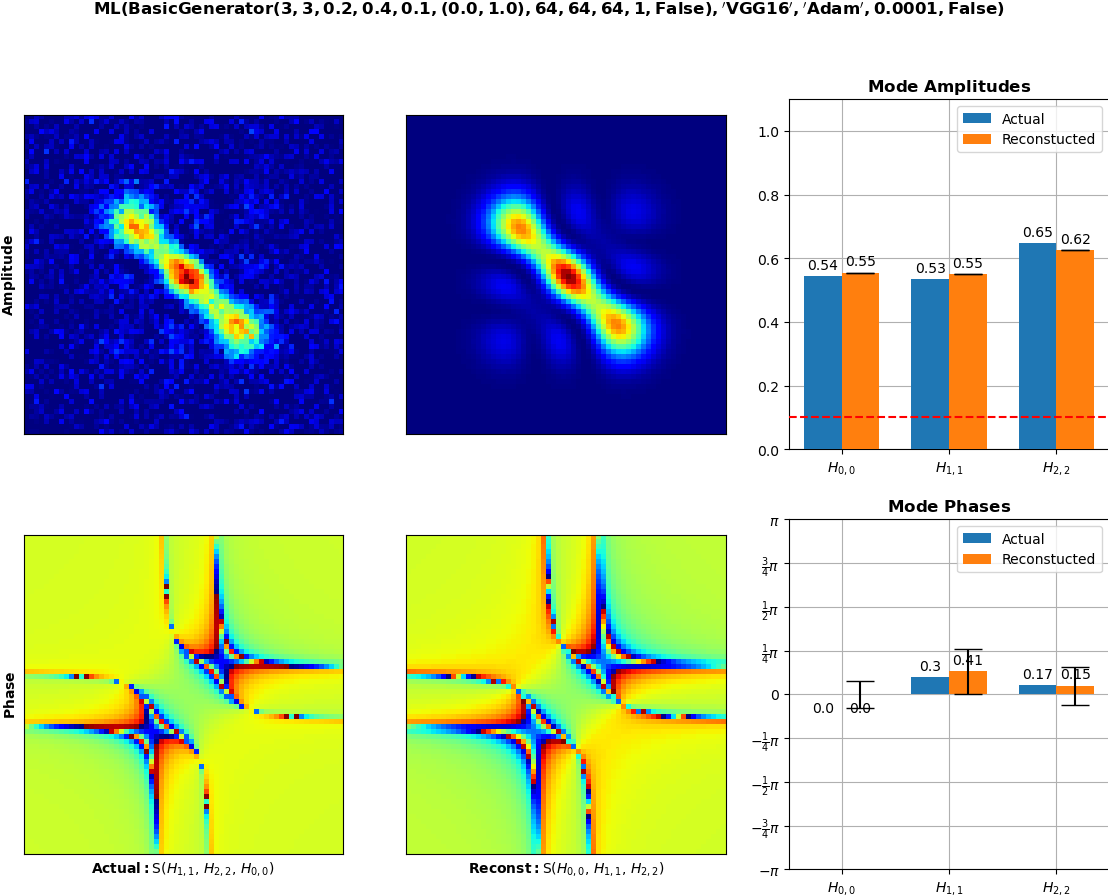 ML(BasicGenerator(3, 3, 0.2, 0.4, 0.1, (0.0, 1.0), 64, 64, 64, 1, False), ′VGG16′, ′Adam′, 0.0001, False)
Amplitude
Mode Amplitudes
Actual
Reconstucted
1.0
0.8
0.6
0.4
0.2
0.0
0.54
0.55
0.53
0.55
0.65
0.62
H0,0
H1,1
H2,2
Phase
Actual: S(H1,1, H2,2, H0,0)
Reconst: S(H0,0, H1,1, H2,2)
Mode Phases
Actual
Reconstucted
π
3/4π
1/2π
1/4π
0
−1/4π
−1/2π
−3/4π
−π
0.0
-0.0
0.3
0.41
0.17
0.15
H0,0
H1,1
H2,2